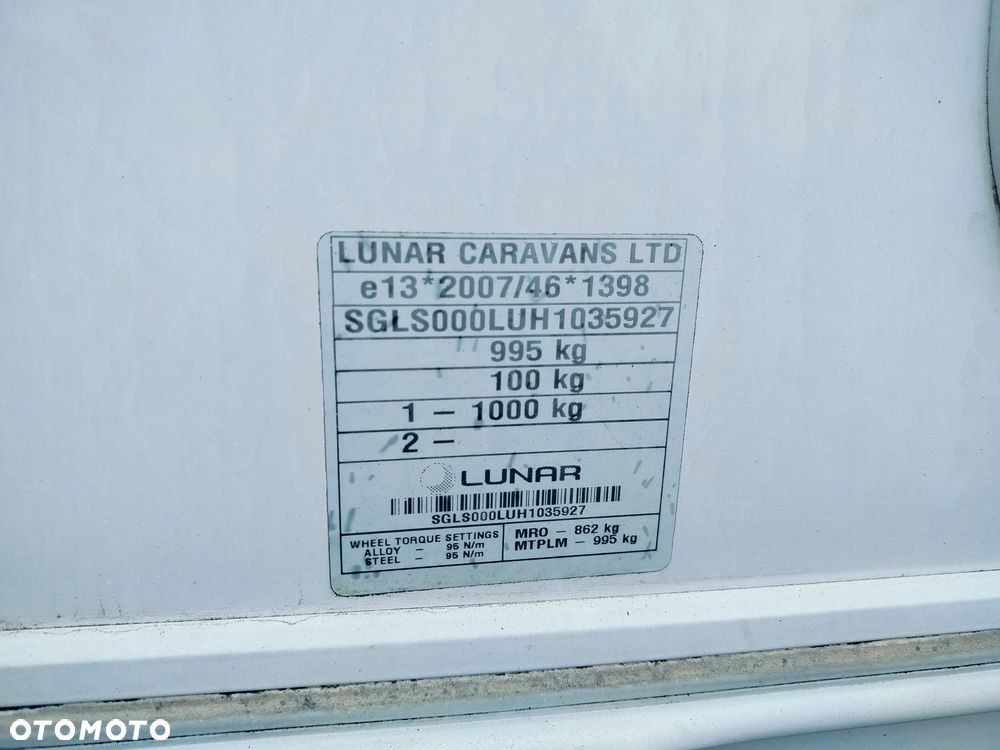 LUNAR CARAVANS LTD
e13*2007/46*1398
SGLS000LUH1035927
995 kg
100 kg
1 – 1000 kg
2 –
LUNAR
SGLS000LUH1035927
WHEEL TORQUE SETTINGS
ALLOY – 95 N/m
STEEL – 95 N/m
MRO – 862 kg
MTPLM – 995 kg
OTOMOTO